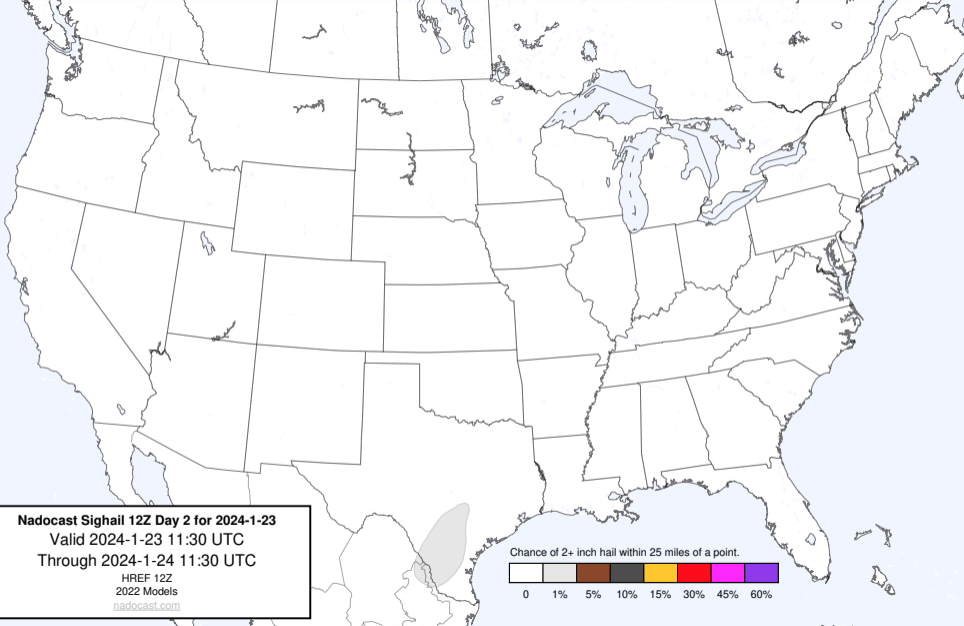 Nadocast Sighail 12Z Day 2 for 2024-1-23
Valid 2024-1-23 11:30 UTC
Through 2024-1-24 11:30 UTC
HREF 12Z
2022 Models
nadocast.com
Chance of 2+ inch hail within 25 miles of a point.
0 1% 5% 10% 15% 30% 45% 60%